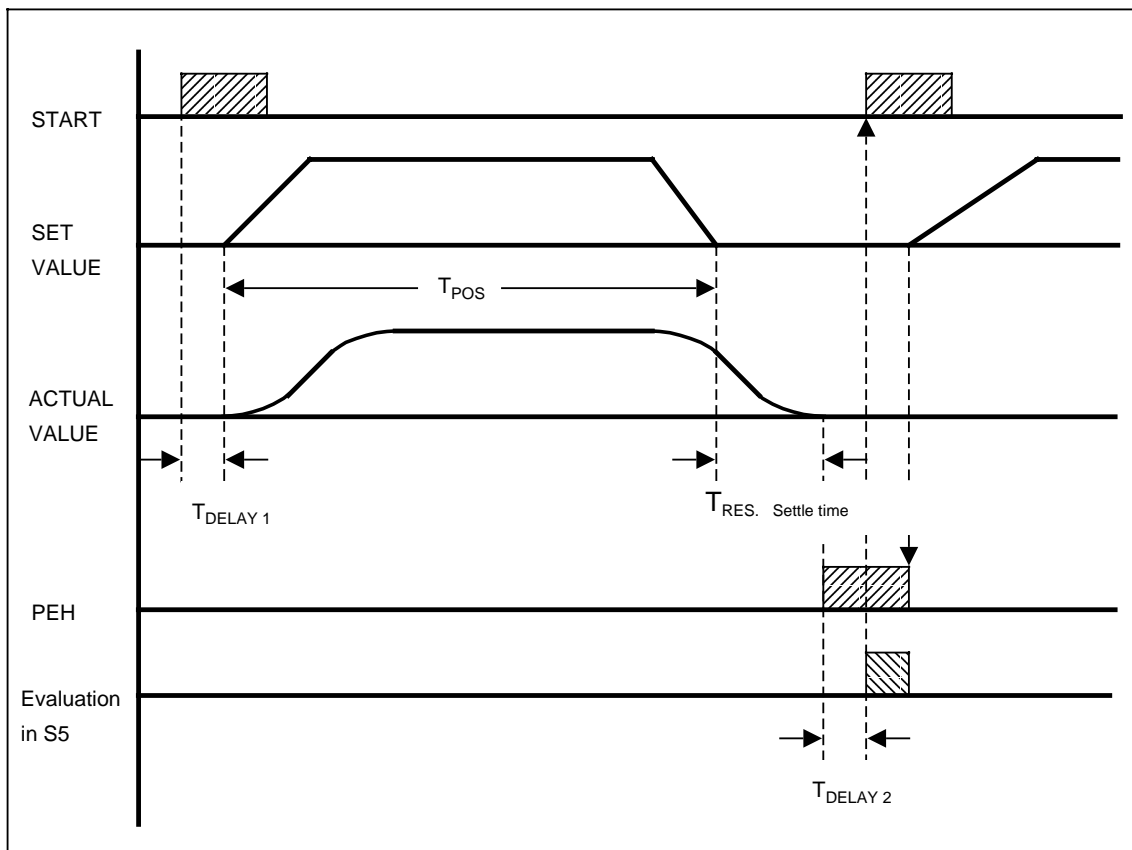 START
SET
VALUE
TPOS
ACTUAL
VALUE
TDELAY 1
TRES. Settle time
PEH
Evaluation
in S5
TDELAY 2